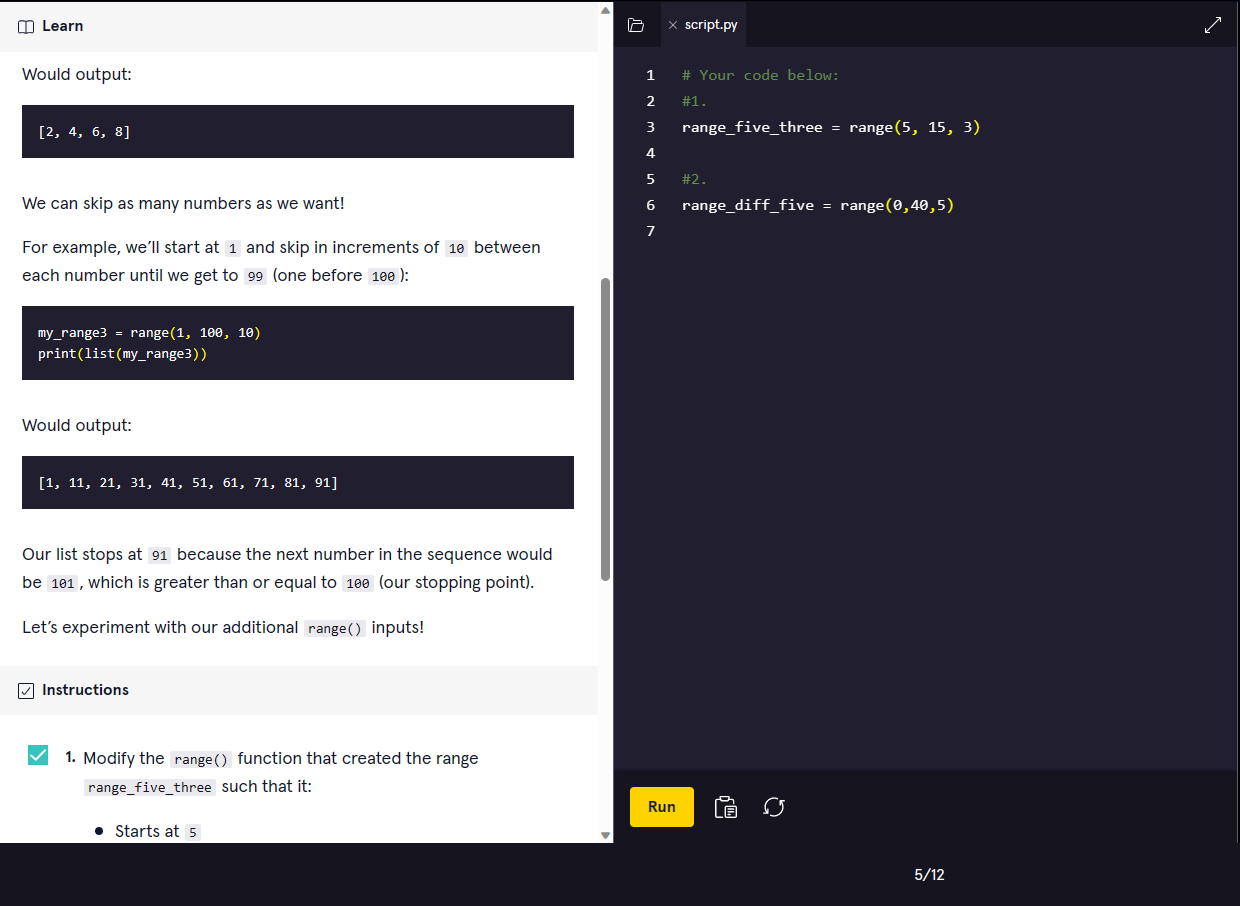 Learn
Would output:
[2, 4, 6, 8]
We can skip as many numbers as we want!
For example, we’ll start at 1 and skip in increments of 10 between
each number until we get to 99 (one before 100):
my_range3 = range(1, 100, 10)
print(list(my_range3))
Would output:
[1, 11, 21, 31, 41, 51, 61, 71, 81, 91]
Our list stops at 91 because the next number in the sequence would
be 101, which is greater than or equal to 100 (our stopping point).
Let’s experiment with our additional range() inputs!
Instructions
1. Modify the range() function that created the range
range_five_three such that it:
• Starts at 5
script.py
1 # Your code below:
2 #1.
3 range_five_three = range(5, 15, 3)
4
5 #2.
6 range_diff_five = range(0,40,5)
7
Run
5/12